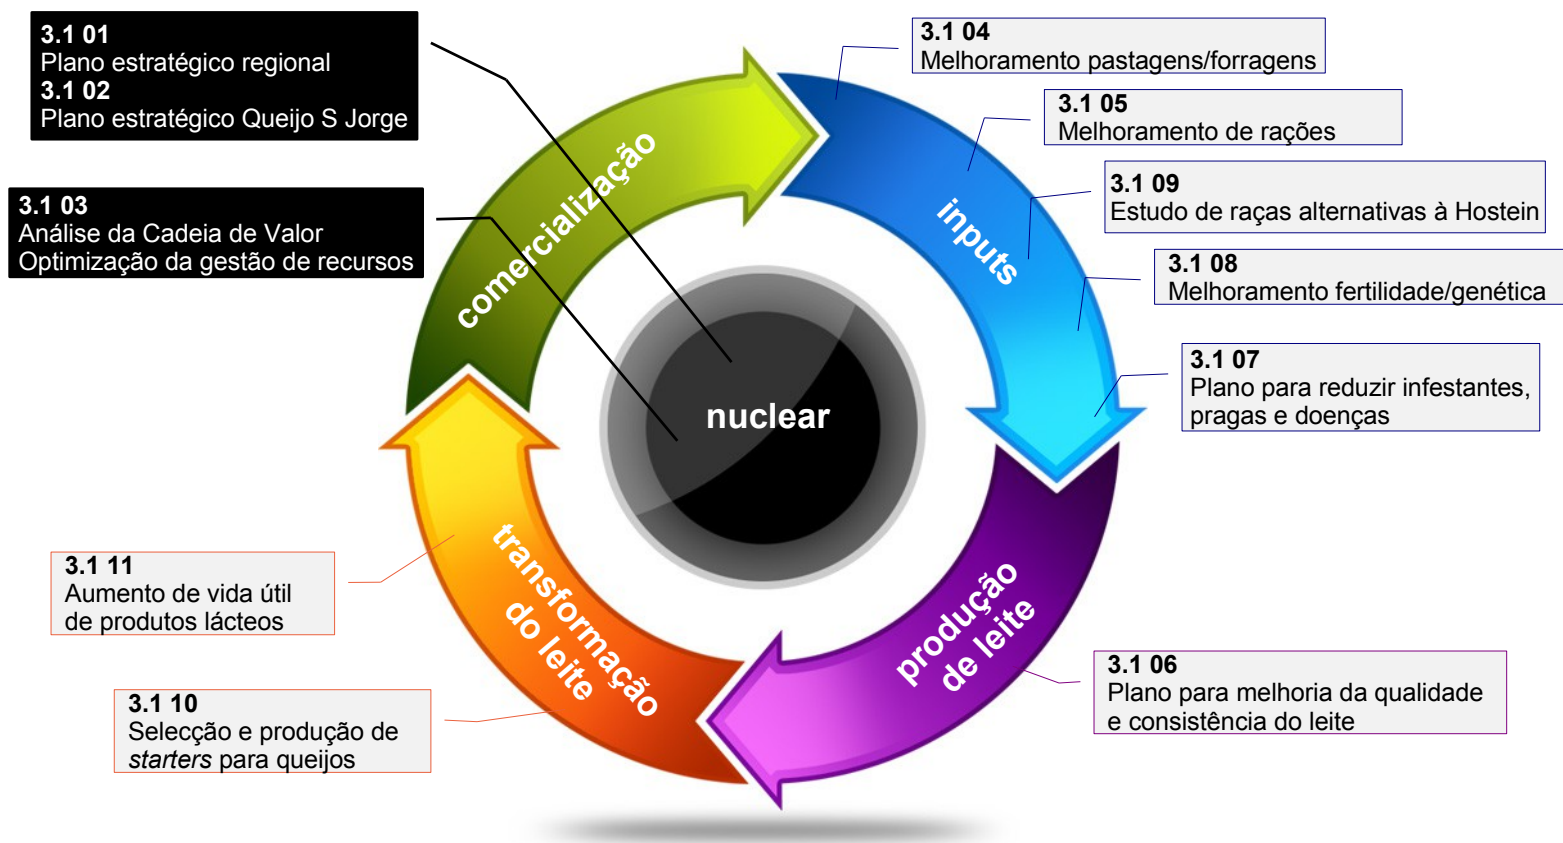 3.1 01
Plano estratégico regional
3.1 02
Plano estratégico Queijo S Jorge
3.1 03
Análise da Cadeia de Valor
Optimização da gestão de recursos
3.1 04
Melhoramento pastagens/forragens
3.1 05
Melhoramento de rações
3.1 09
Estudo de raças alternativas à Hostein
3.1 08
Melhoramento fertilidade/genética
3.1 07
Plano para reduzir infestantes,
pragas e doenças
comercialização
inputs
nuclear
transformação
do leite
produção
de leite
3.1 11
Aumento de vida útil
de produtos lácteos
3.1 10
Selecção e produção de
starters para queijos
3.1 06
Plano para melhoria da qualidade
e consistência do leite